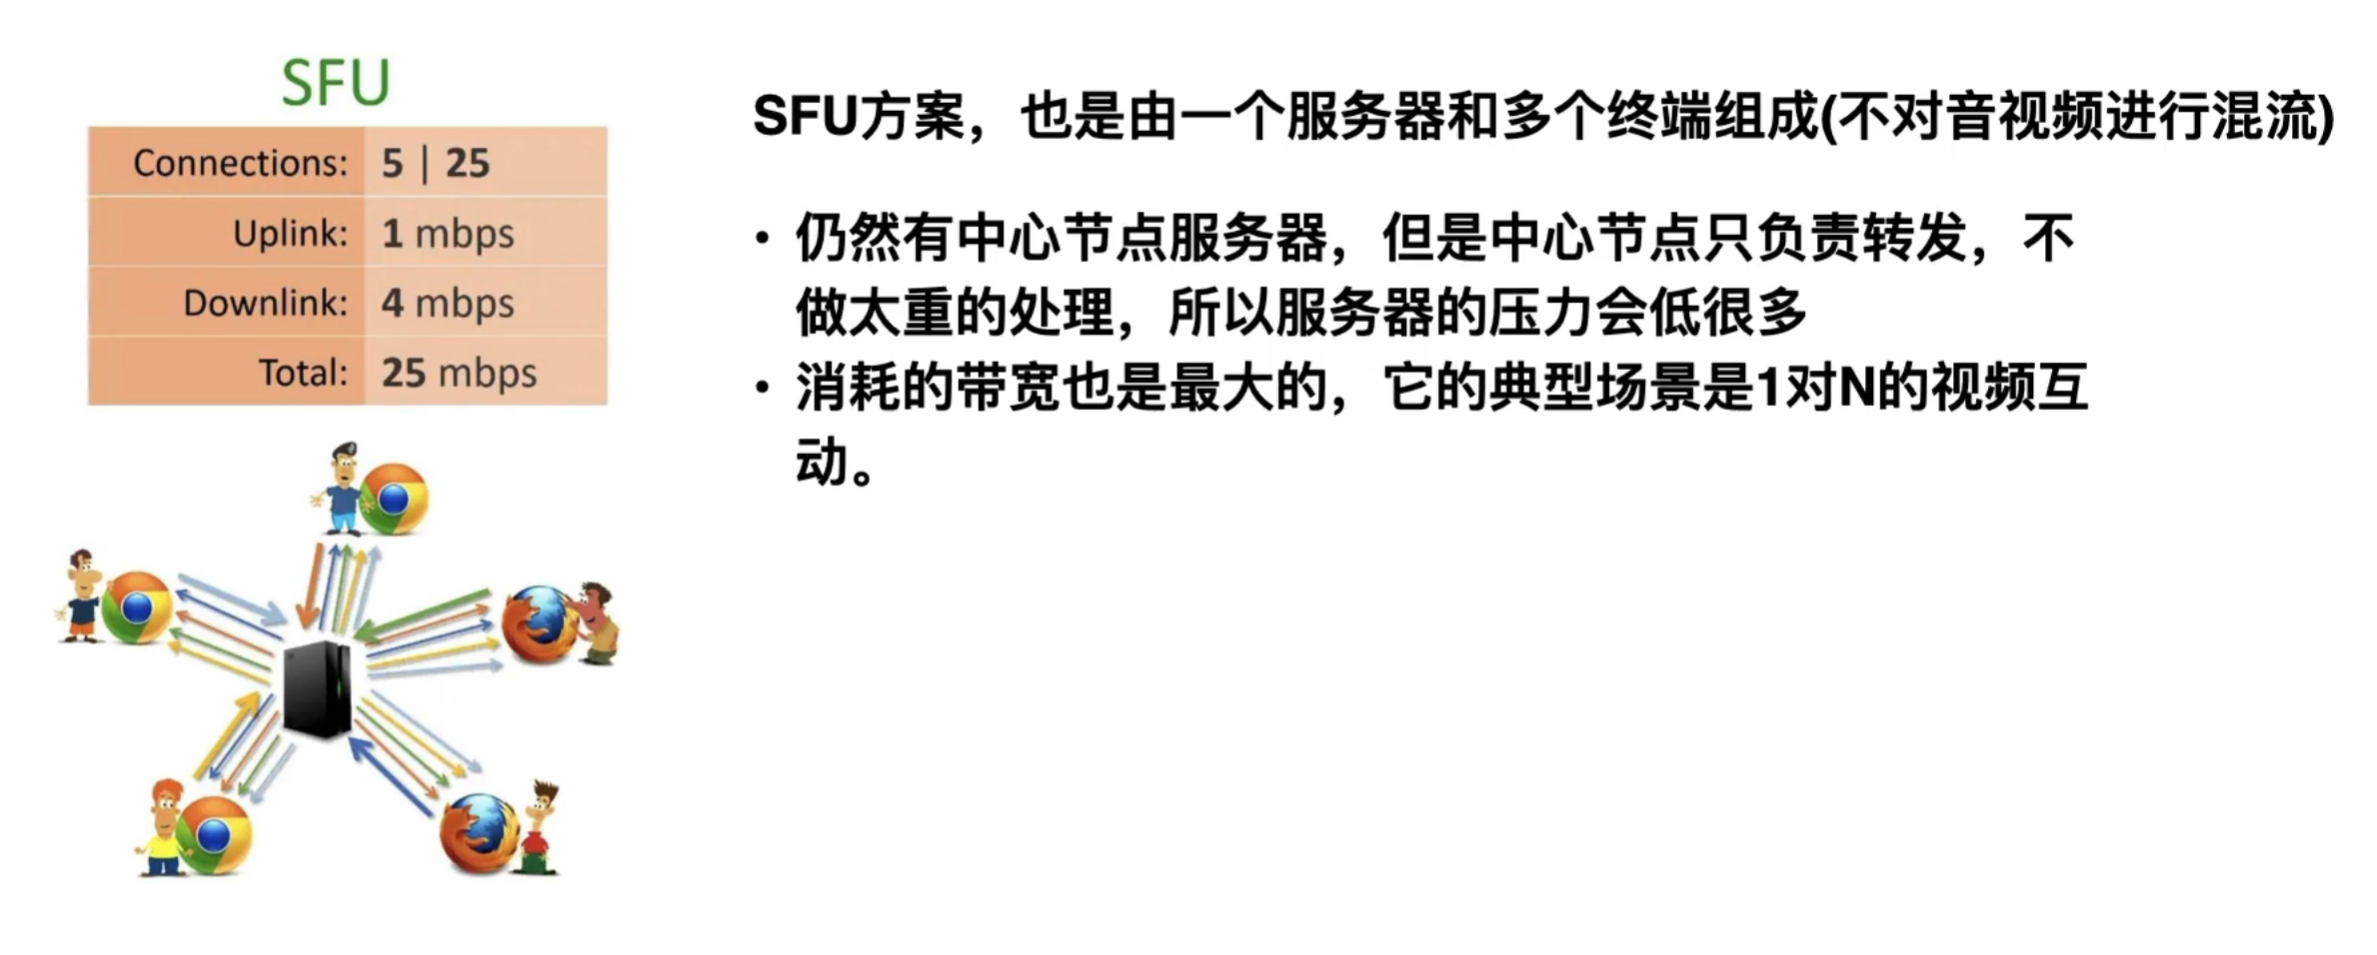 SFU
Connections: 5 | 25
Uplink: 1 mbps
Downlink: 4 mbps
Total: 25 mbps
SFU方案，也是由一个服务器和多个终端组成(不对音视频进行混流)
• 仍然有中心节点服务器，但是中心节点只负责转发，不
做太重的处理，所以服务器的压力会低很多
• 消耗的带宽也是最大的，它的典型场景是1对N的视频互
动。